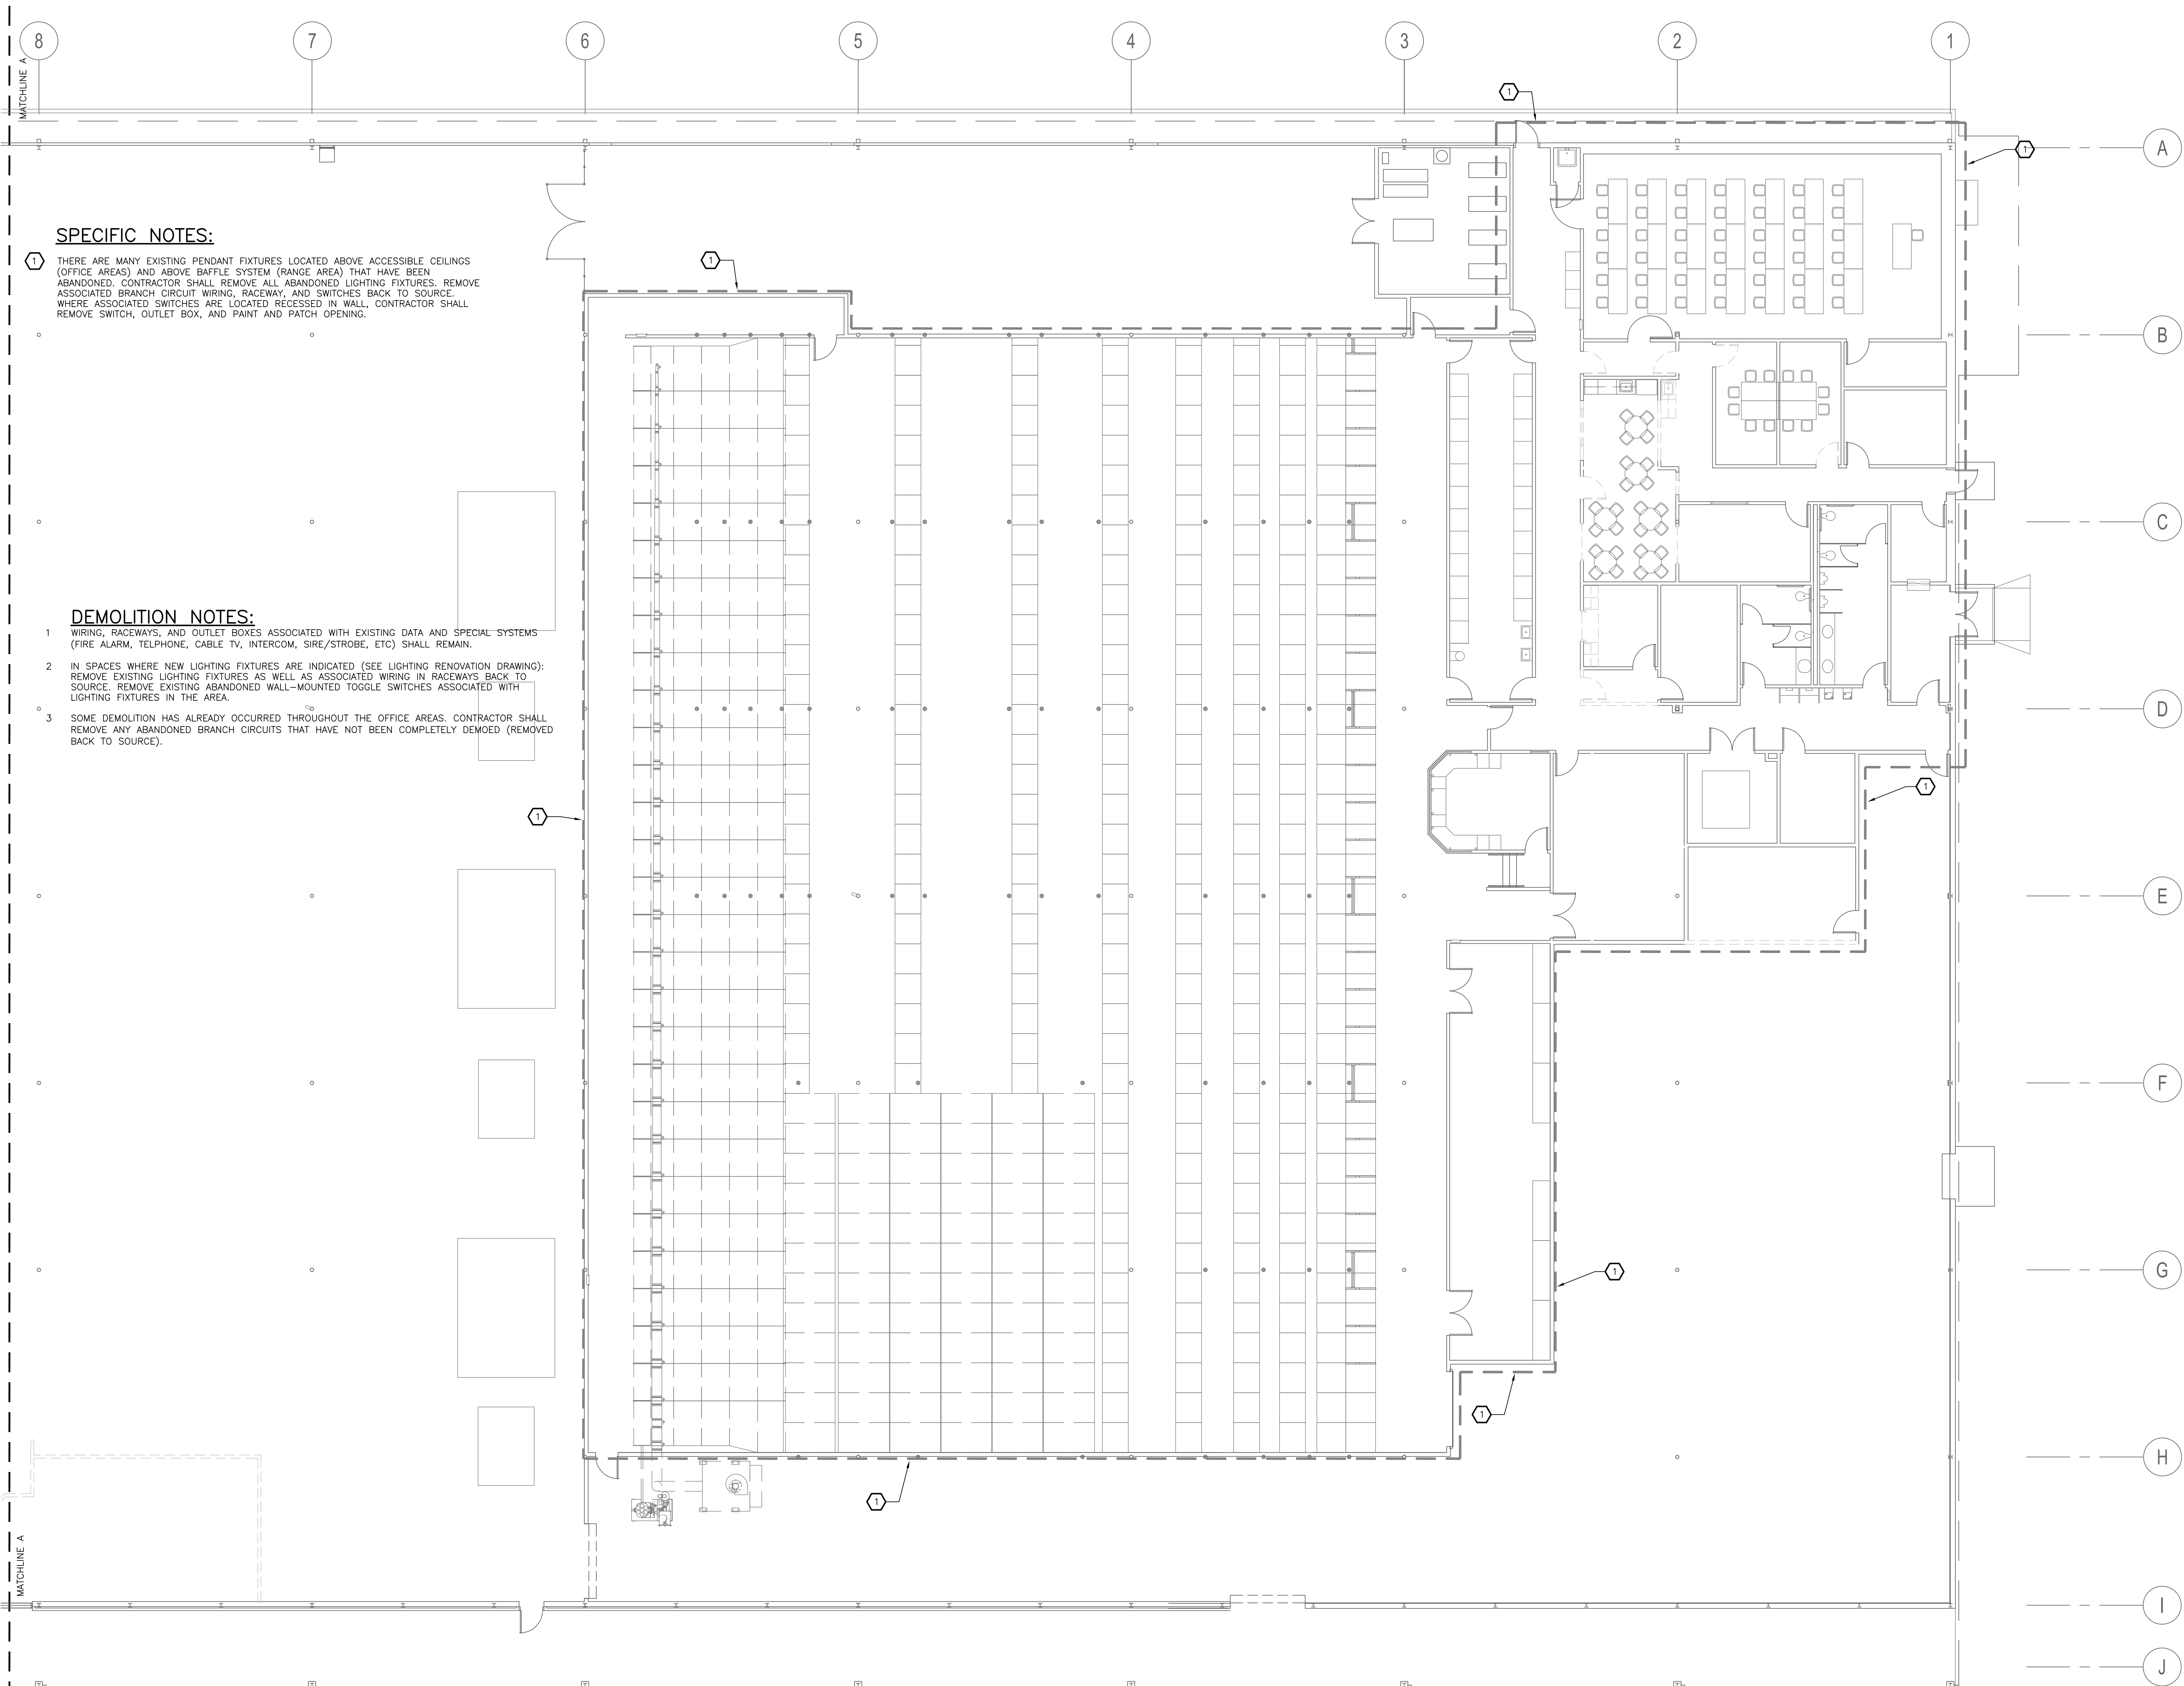 8
7
6
5
4
3
2
1
MATCHLINE A
1
1
A
SPECIFIC NOTES:
1 THERE ARE MANY EXISTING PENDANT FIXTURES LOCATED ABOVE ACCESSIBLE CEILINGS
(OFFICE AREAS) AND ABOVE BAFFLE SYSTEM (RANGE AREA) THAT HAVE BEEN
ABANDONED. CONTRACTOR SHALL REMOVE ALL ABANDONED LIGHTING FIXTURES. REMOVE
ASSOCIATED BRANCH CIRCUIT WIRING, RACEWAY, AND SWITCHES BACK TO SOURCE.
WHERE ASSOCIATED SWITCHES ARE LOCATED RECESSED IN WALL, CONTRACTOR SHALL
REMOVE SWITCH, OUTLET BOX, AND PAINT AND PATCH OPENING.
1
B
C
DEMOLITION NOTES:
1 WIRING, RACEWAYS, AND OUTLET BOXES ASSOCIATED WITH EXISTING DATA AND SPECIAL SYSTEMS
(FIRE ALARM, TELPHONE, CABLE TV, INTERCOM, SIRE/STROBE, ETC) SHALL REMAIN.
2 IN SPACES WHERE NEW LIGHTING FIXTURES ARE INDICATED (SEE LIGHTING RENOVATION DRAWING):
REMOVE EXISTING LIGHTING FIXTURES AS WELL AS ASSOCIATED WIRING IN RACEWAYS BACK TO
SOURCE. REMOVE EXISTING ABANDONED WALL-MOUNTED TOGGLE SWITCHES ASSOCIATED WITH
LIGHTING FIXTURES IN THE AREA.
3 SOME DEMOLITION HAS ALREADY OCCURRED THROUGHOUT THE OFFICE AREAS. CONTRACTOR SHALL
REMOVE ANY ABANDONED BRANCH CIRCUITS THAT HAVE NOT BEEN COMPLETELY DEMOED (REMOVED
BACK TO SOURCE).
D
1
1
E
F
G
1
1
H
1
MATCHLINE A
I
J